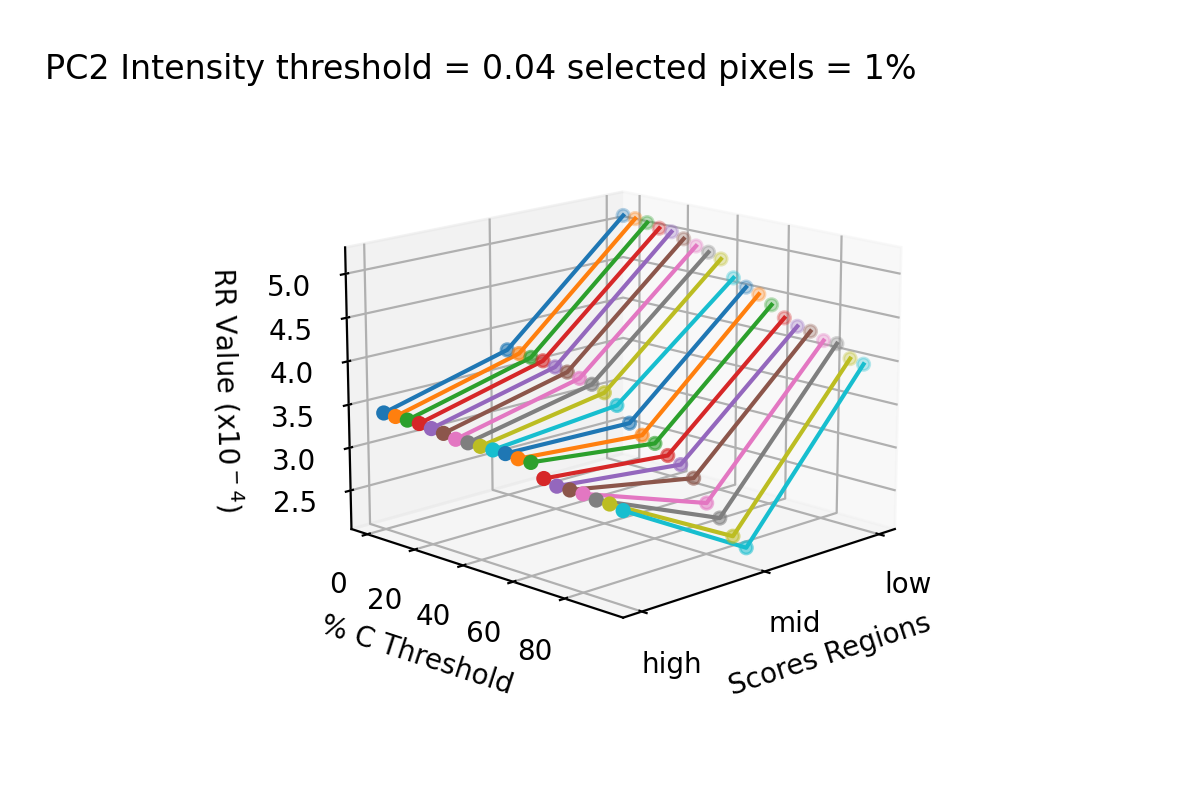 PC2 Intensity threshold = 0.04 selected pixels = 1%
RR Value (x10⁻⁴)
5.0
4.5
4.0
3.5
3.0
2.5
0
20
40
60
80
% C Threshold
high
mid
low
Scores Regions